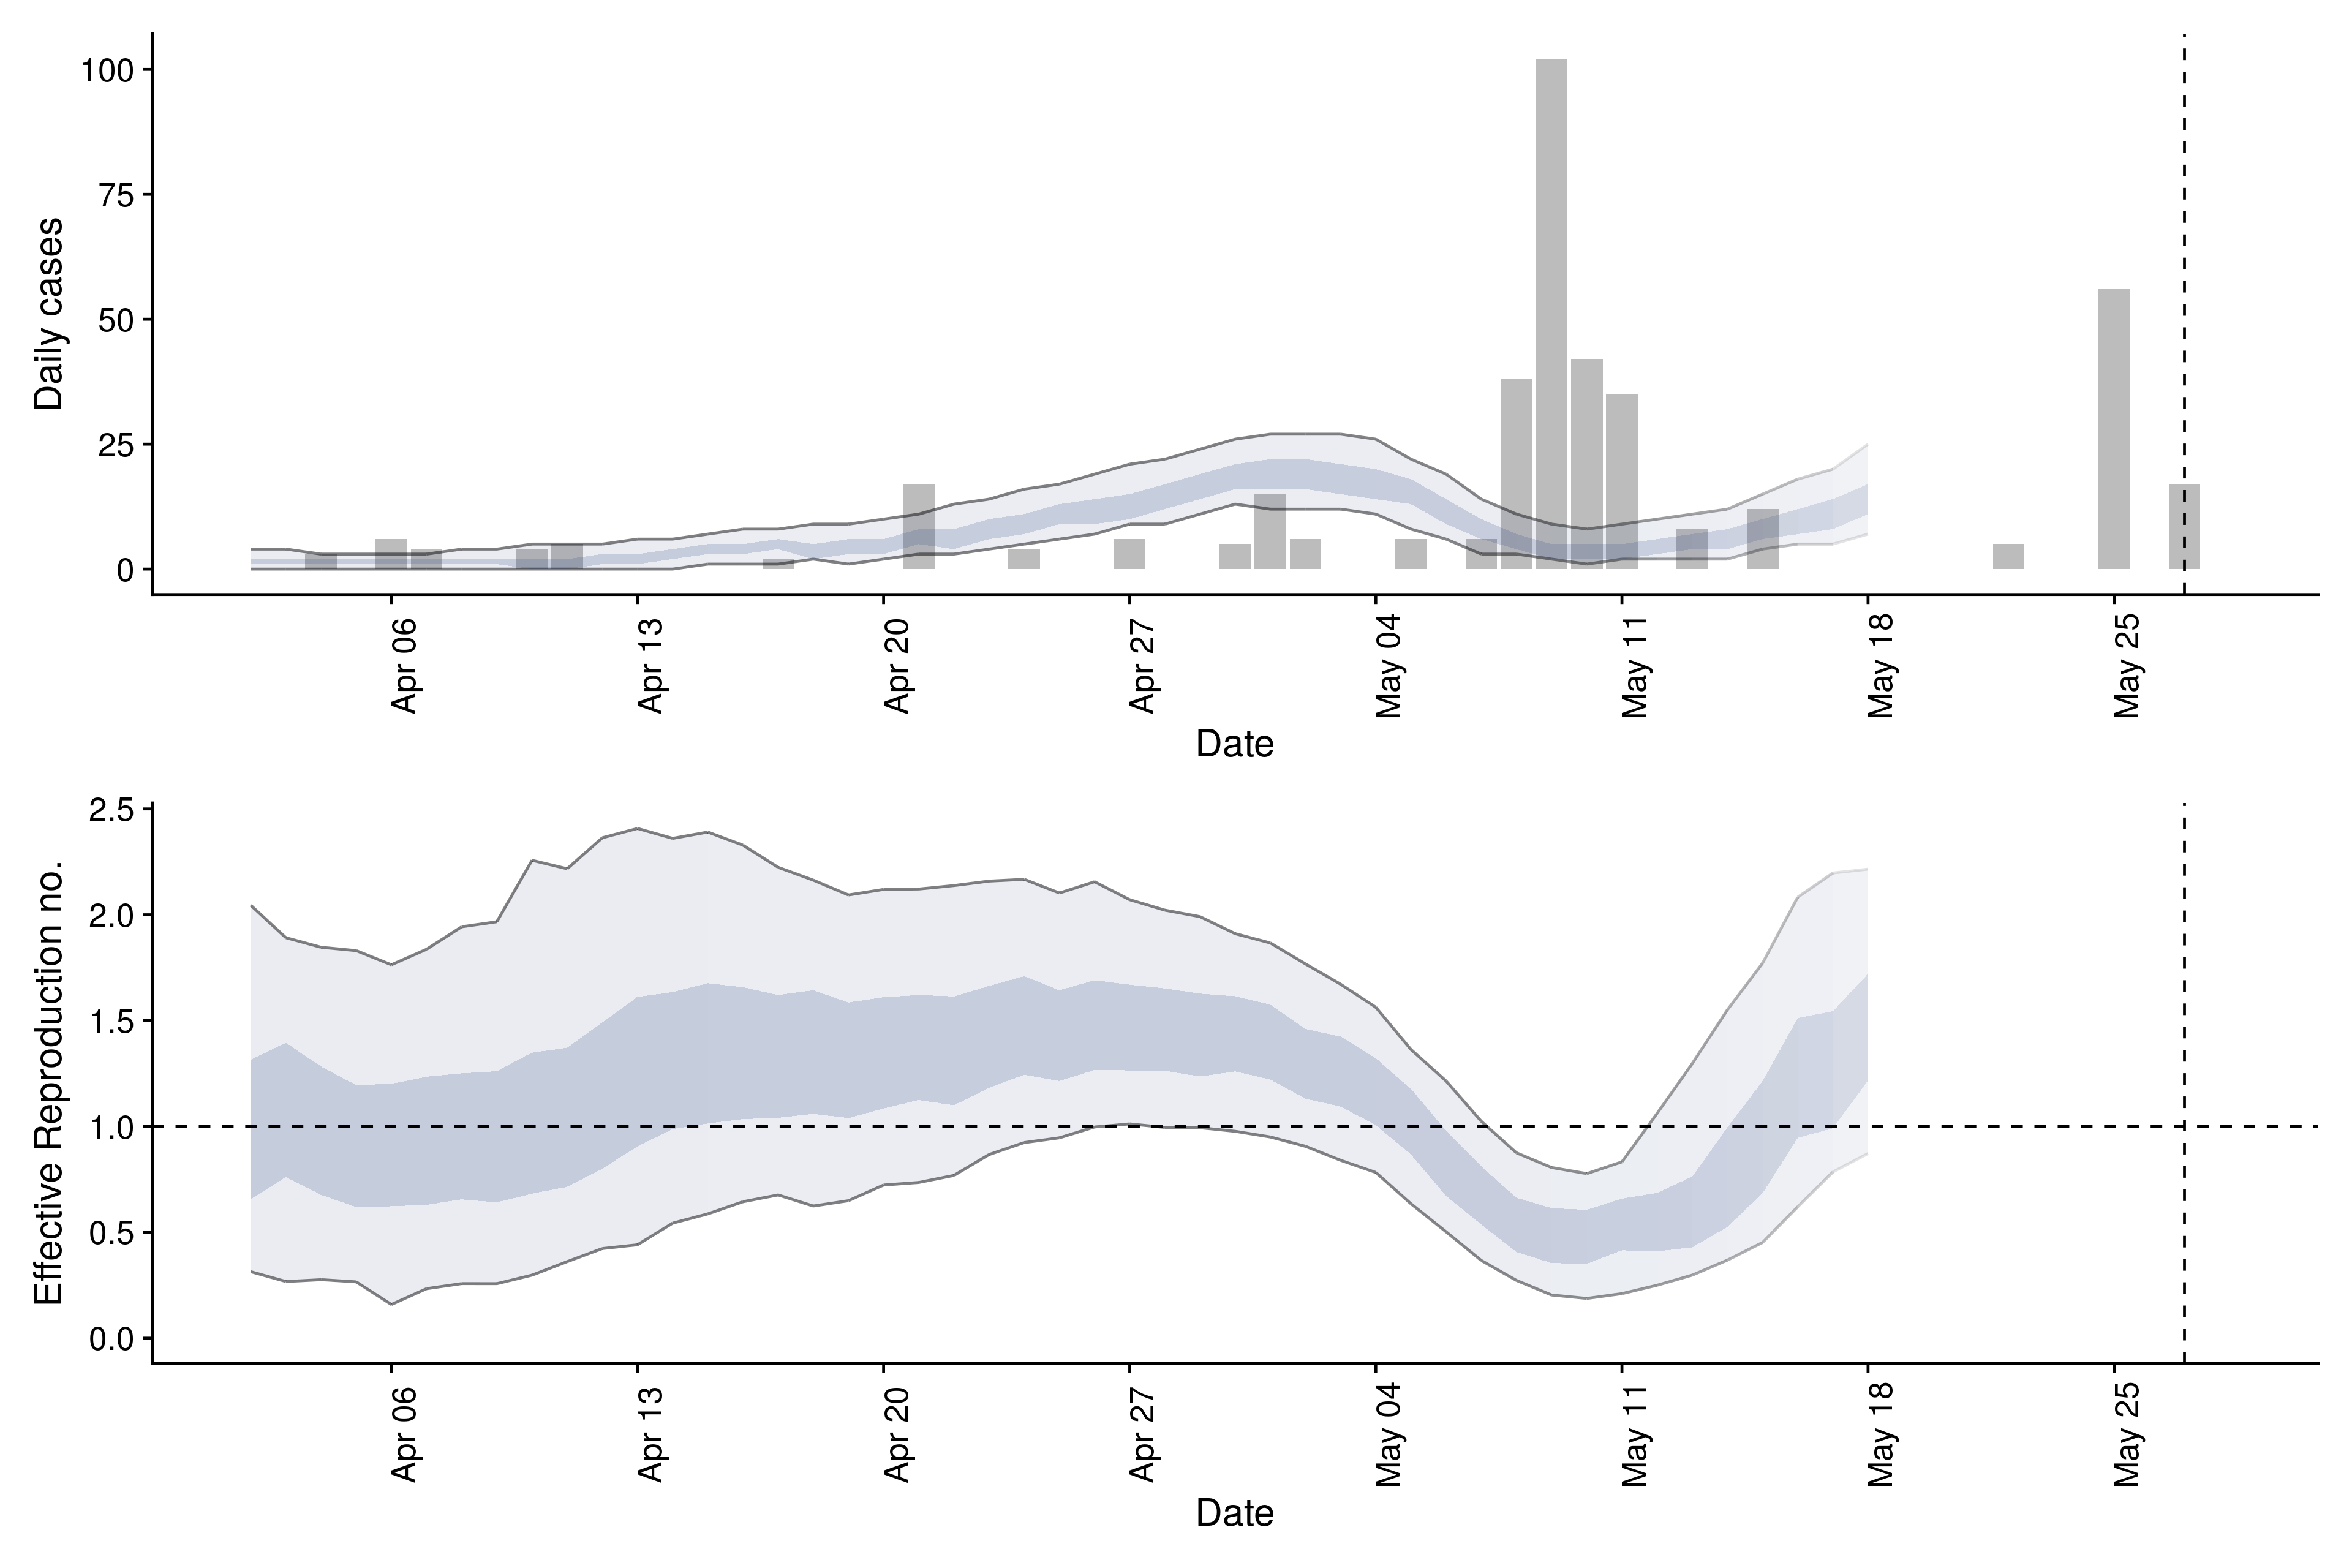 Daily cases
100
75
50
25
0
Apr 06
Apr 13
Apr 20
Apr 27
May 04
May 11
May 18
May 25
Date
Effective Reproduction no.
2.5
2.0
1.5
1.0
0.5
0.0
Apr 06
Apr 13
Apr 20
Apr 27
May 04
May 11
May 18
May 25
Date